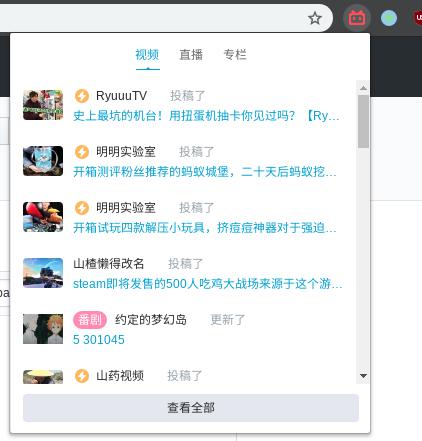 视频 直播 专栏
RyuuuTV 投稿了
史上最坑的机台！用扭蛋机抽卡你见过吗？【Ry...
明明实验室 投稿了
开箱测评粉丝推荐的蚂蚁城堡，二十天后蚂蚁挖...
明明实验室 投稿了
开箱试玩四款解压小玩具，挤痘痘神器对于强迫...
山楂懒得改名 投稿了
steam即将发售的500人吃鸡大战场来源于这个游...
番剧 约定的梦幻岛 更新了
5 301045
山药视频 投稿了
查看全部